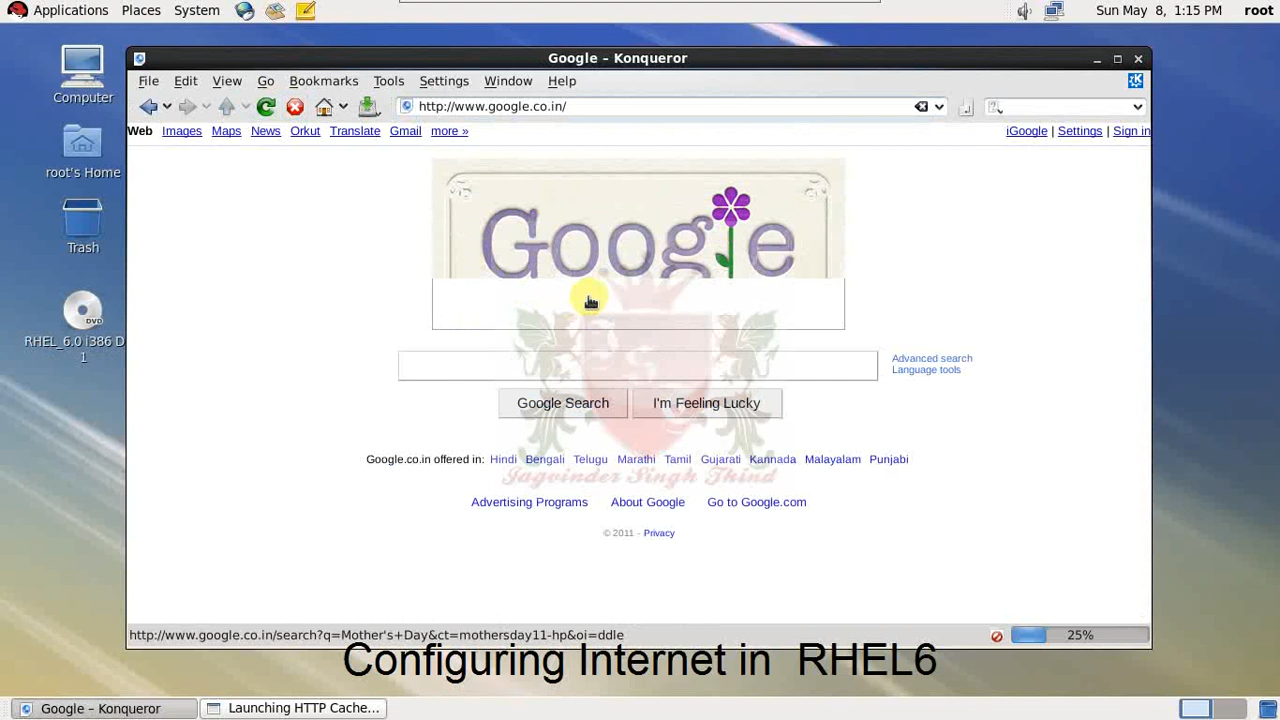 Applications Places System
Sun May 8, 1:15 PM root
Google – Konqueror
File Edit View Go Bookmarks Tools Settings Window Help
http://www.google.co.in/
Web Images Maps News Orkut Translate Gmail more »
iGoogle | Settings | Sign in
Computer
root's Home
Trash
DVD
RHEL_6.0 i386 D
1
Google
Advanced search
Language tools
Google Search I'm Feeling Lucky
Google.co.in offered in: Hindi Bengali Telugu Marathi Tamil Gujarati Kannada Malayalam Punjabi
Jagvinder Singh Thind
Advertising Programs About Google Go to Google.com
© 2011 - Privacy
http://www.google.co.in/search?q=Mother's+Day&ct=mothersday11-hp&oi=ddle
25%
Configuring Internet in RHEL6
Google – Konqueror
Launching HTTP Cache...